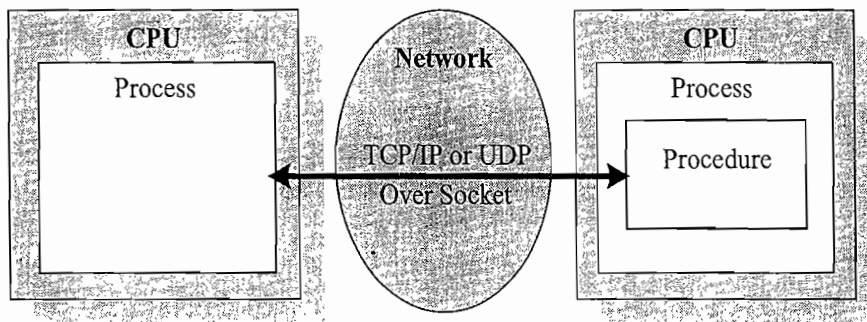 CPU
Process
Network
TCP/IP or UDP
Over Socket
CPU
Process
Procedure